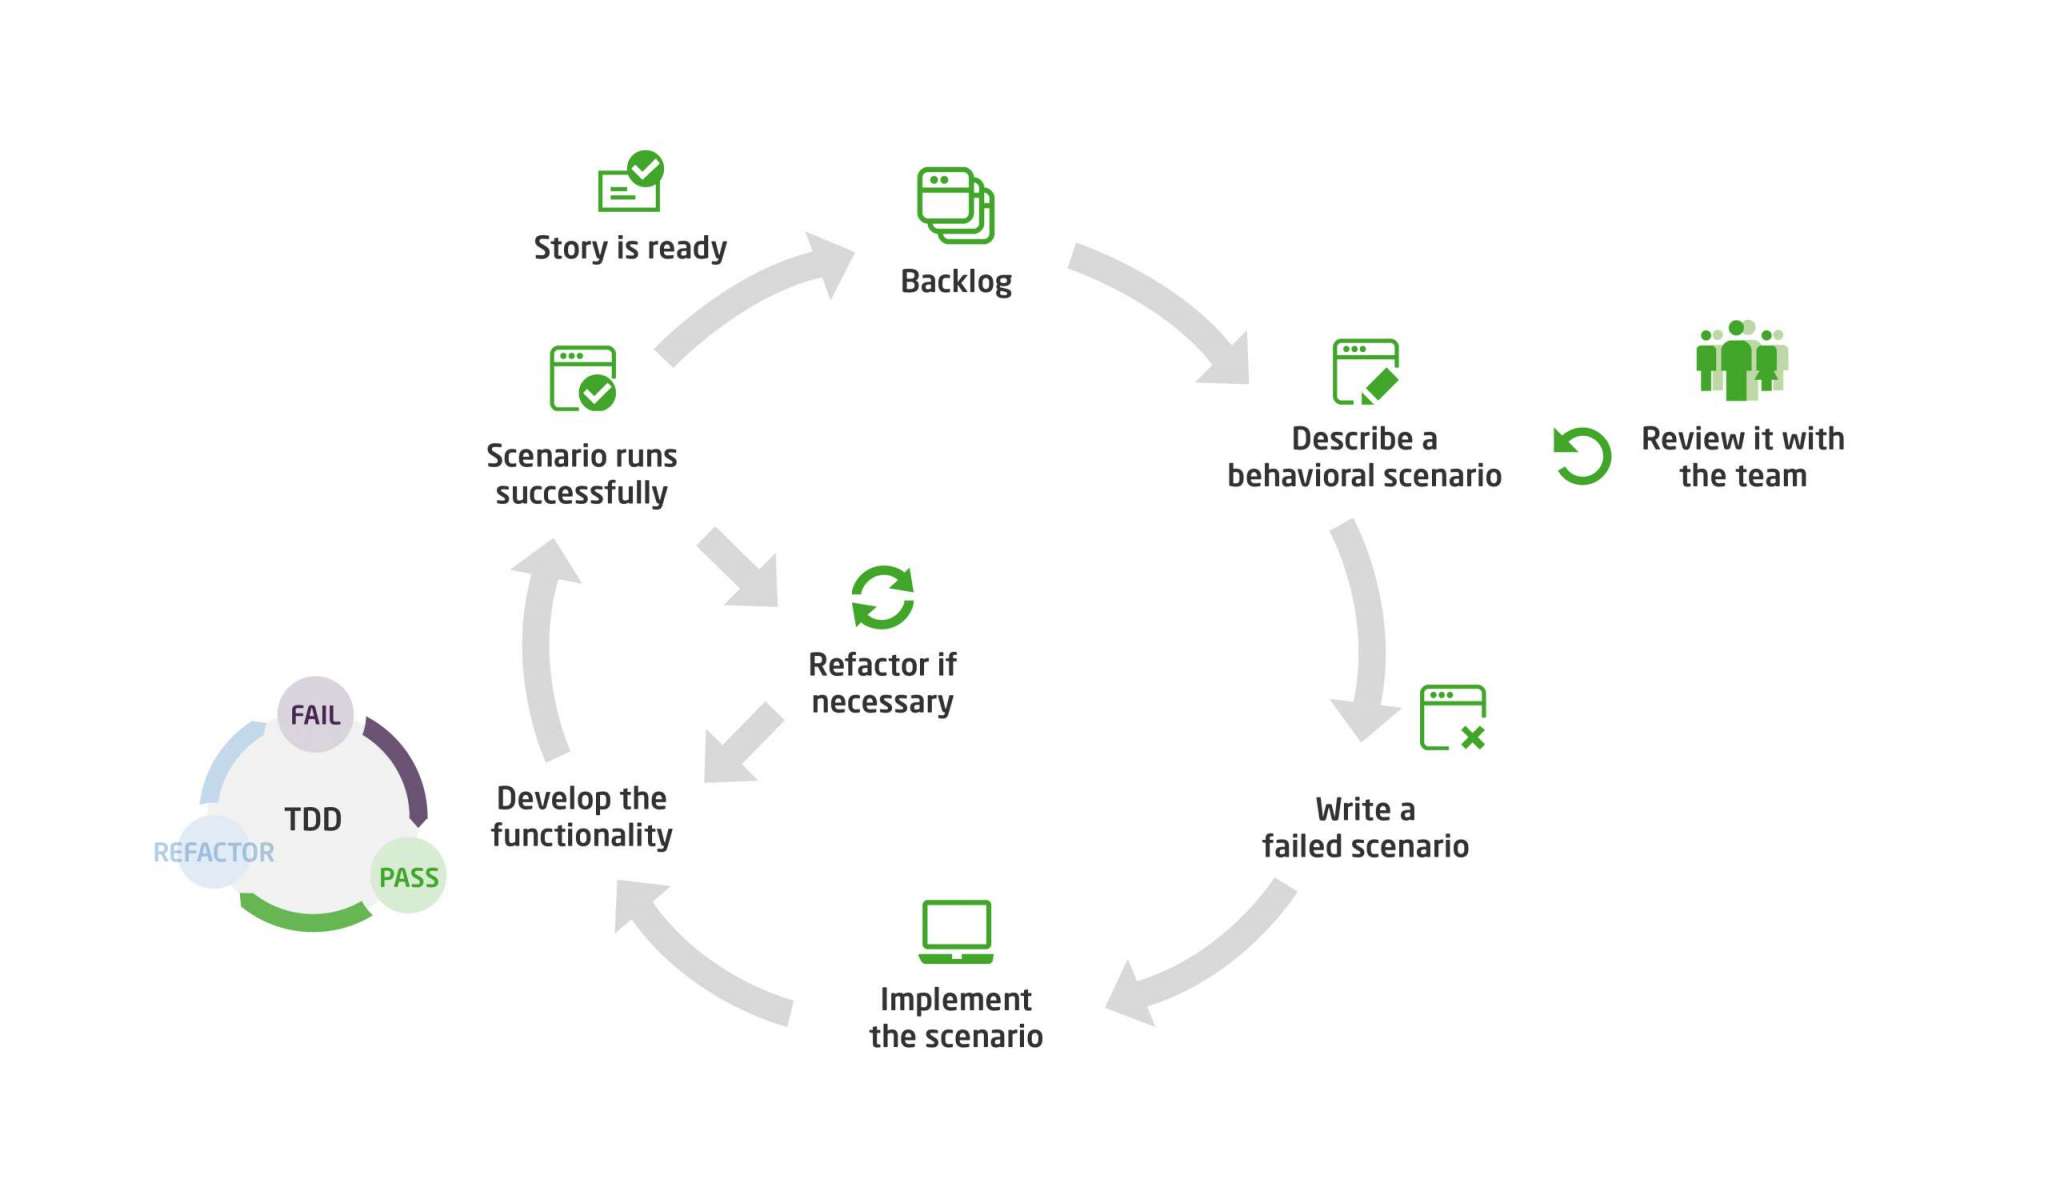 Story is ready
Backlog
Scenario runs
successfully
Describe a
behavioral scenario
Review it with
the team
Refactor if
necessary
FAIL
TDD
REFACTOR
PASS
Develop the
functionality
Write a
failed scenario
Implement
the scenario